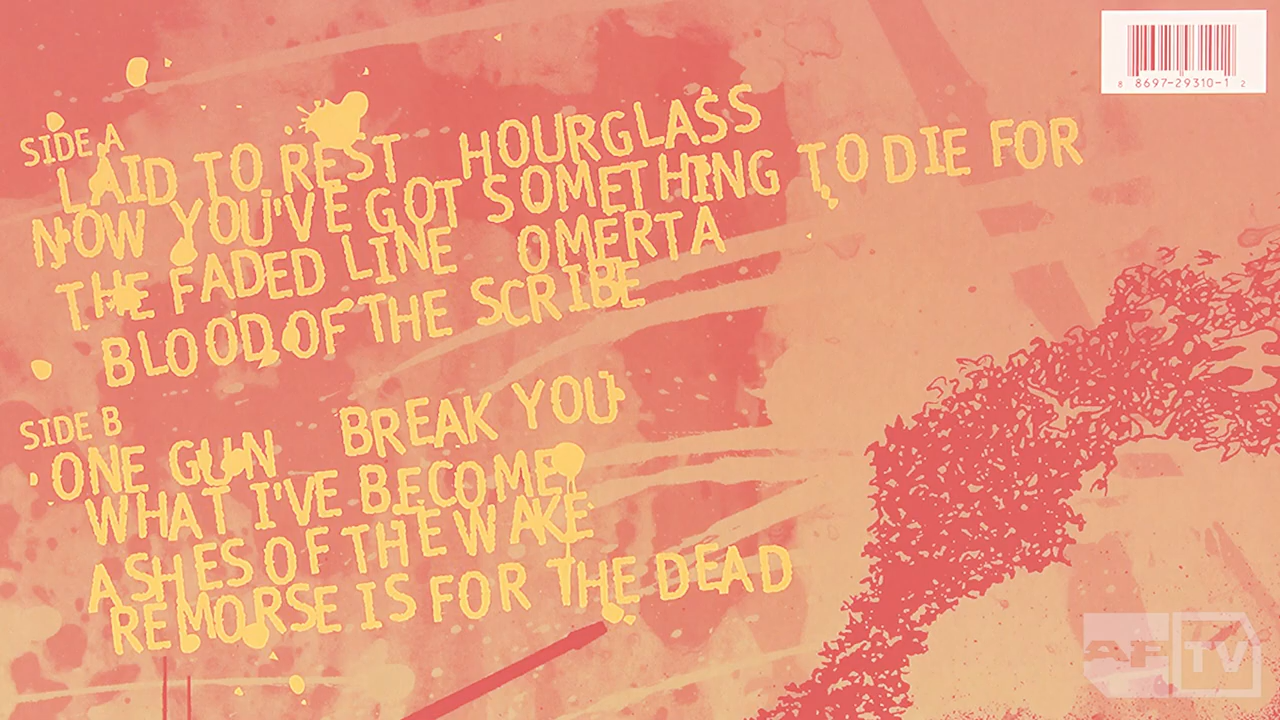 SIDE A
LAID TO REST HOURGLASS
NOW YOU'VE GOT SOMETHING TO DIE FOR
THE FADED LINE OMERTA
BLOOD OF THE SCRIBE
SIDE B
ONE GUN BREAK YOU
WHAT I'VE BECOME
ASHES OF THE WAKE
REMORSE IS FOR THE DEAD
8 8697-29310-1 2
AF TV